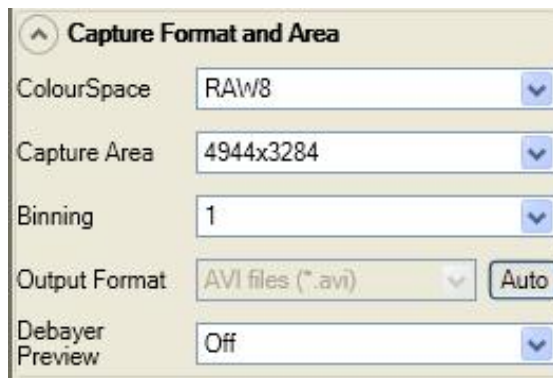 Capture Format and Area
ColourSpace RAW8
Capture Area 4944x3284
Binning 1
Output Format AVI files (*.avi) Auto
Debayer
Preview Off